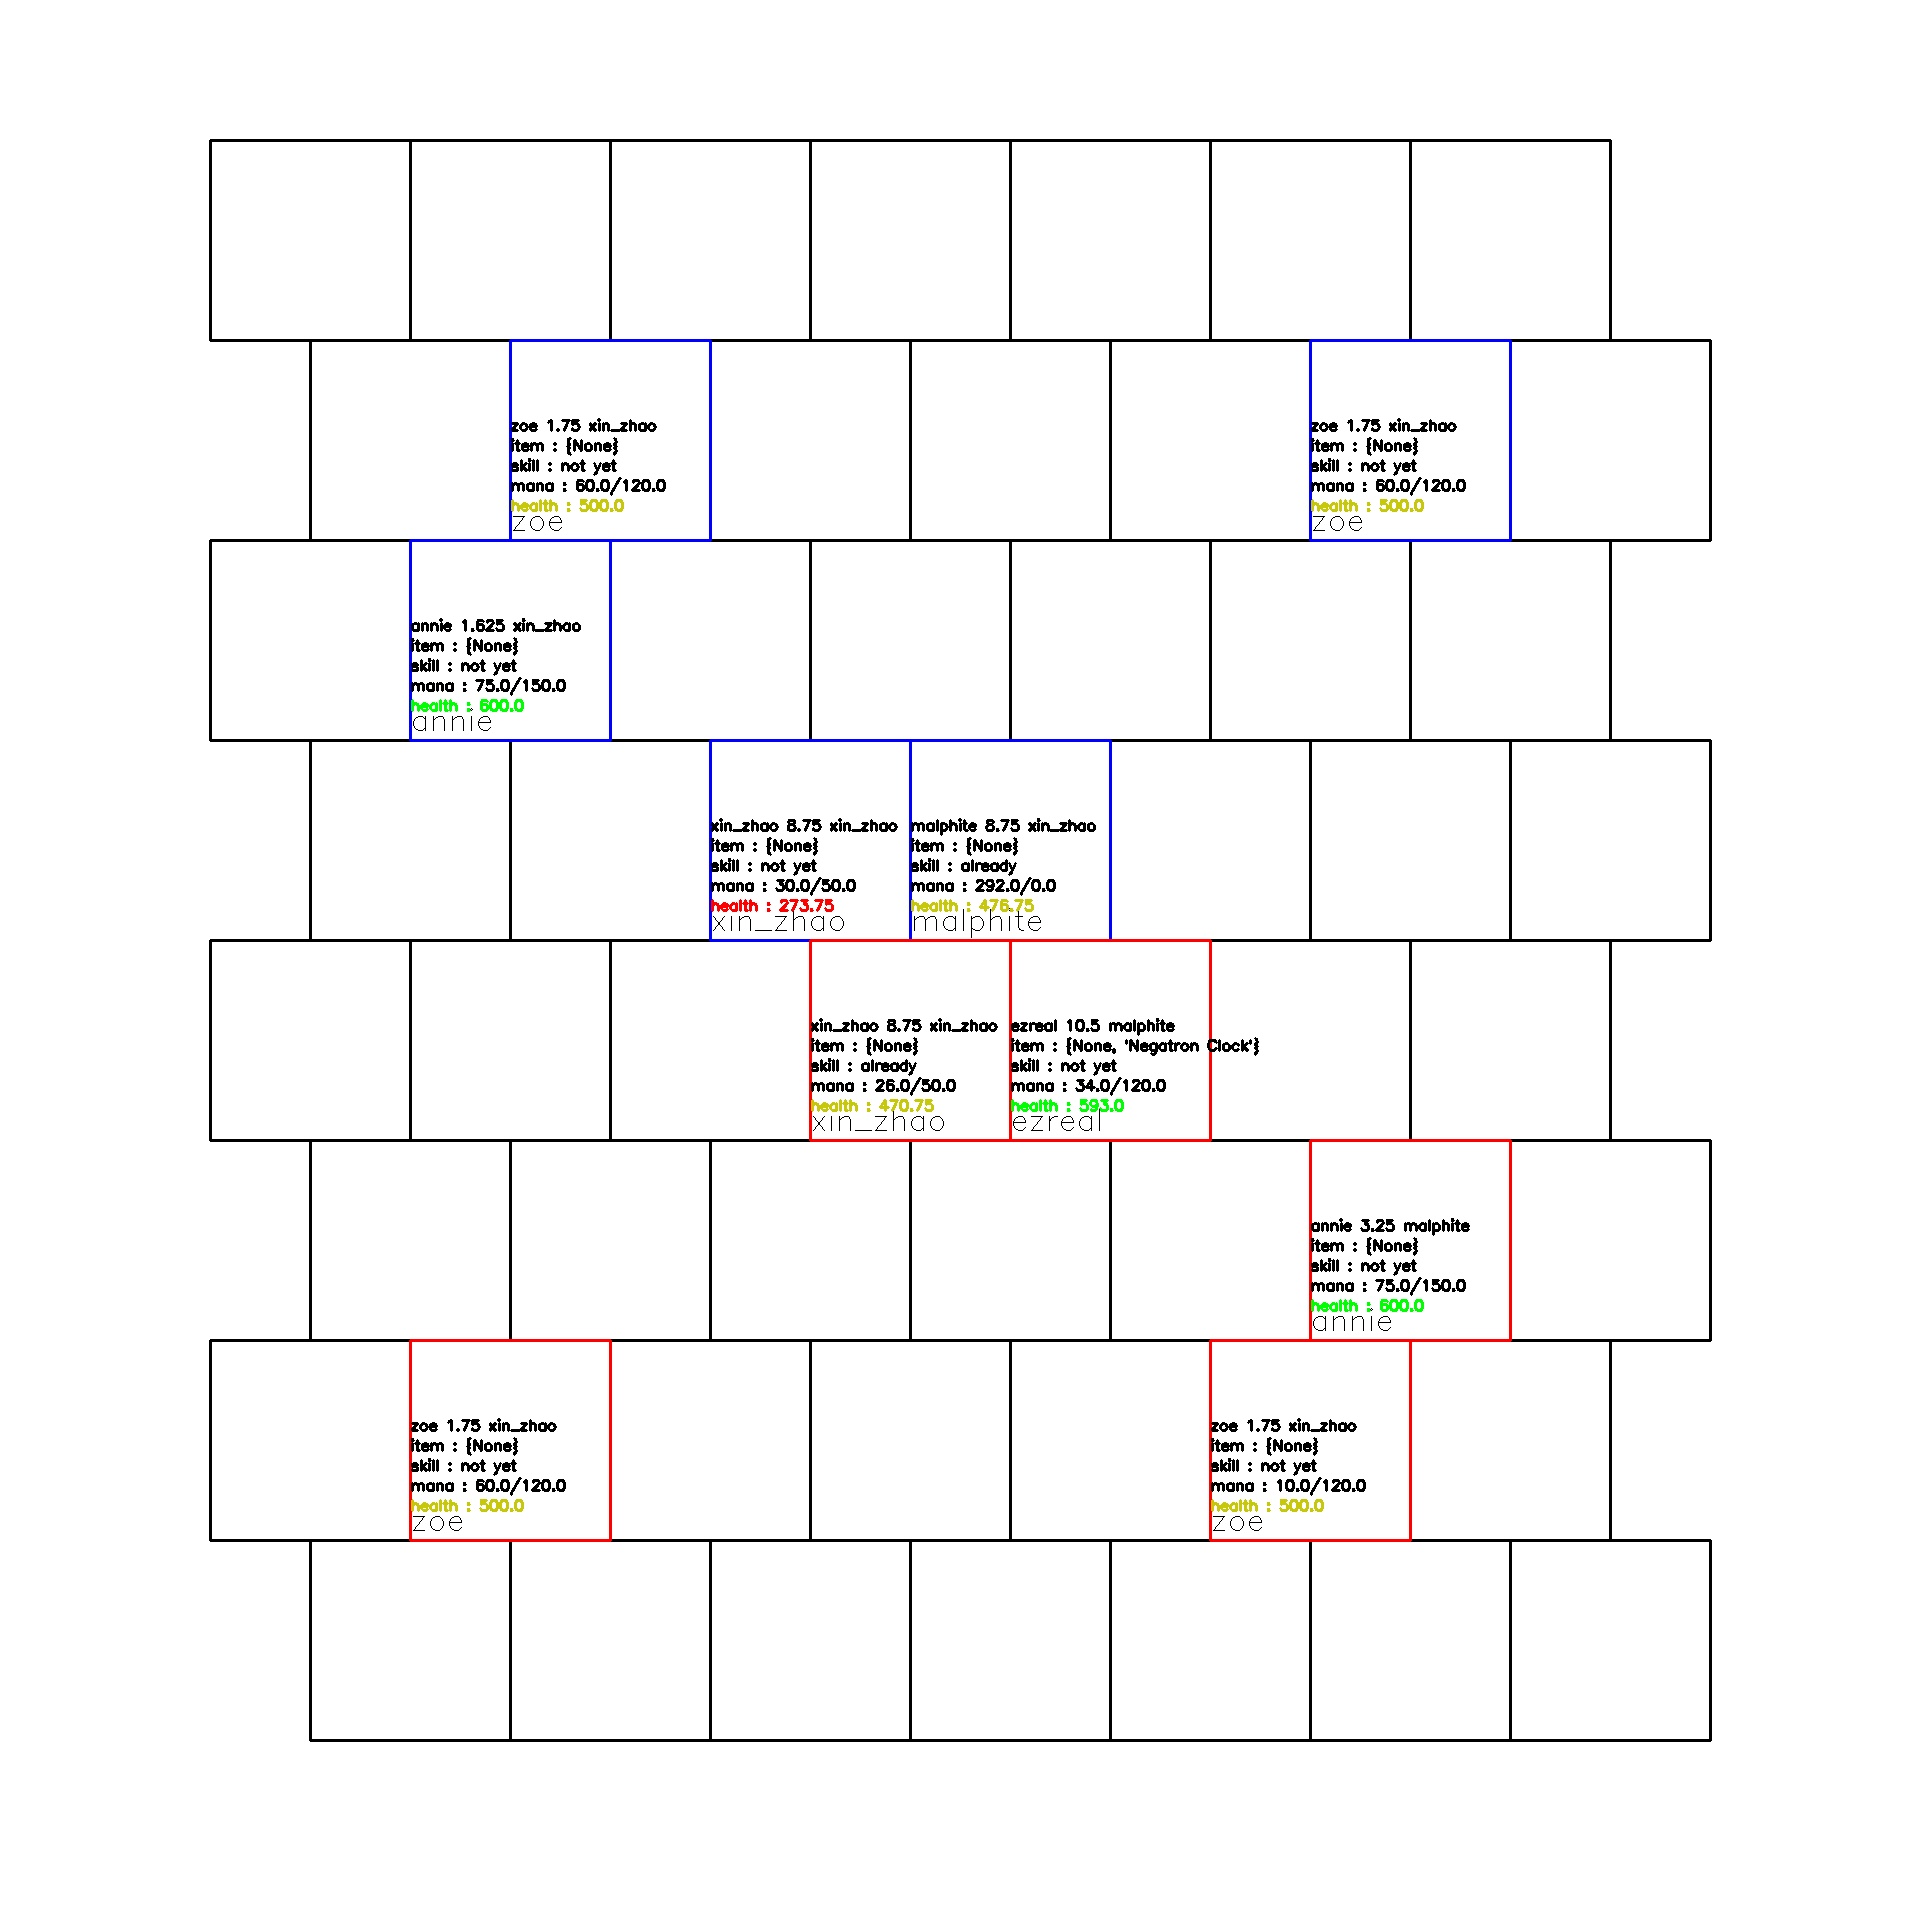 zoe 1.75 xin_zhao
item : {None}
skill : not yet
mana : 60.0/120.0
health : 500.0
zoe
zoe 1.75 xin_zhao
item : {None}
skill : not yet
mana : 60.0/120.0
health : 500.0
zoe
annie 1.625 xin_zhao
item : {None}
skill : not yet
mana : 75.0/150.0
health : 600.0
annie
xin_zhao 8.75 xin_zhao
item : {None}
skill : not yet
mana : 30.0/50.0
health : 273.75
xin_zhao
malphite 8.75 xin_zhao
item : {None}
skill : already
mana : 292.0/0.0
health : 476.75
malphite
xin_zhao 8.75 xin_zhao
item : {None}
skill : already
mana : 26.0/50.0
health : 470.75
xin_zhao
ezreal 10.5 malphite
item : {None, 'Negatron Clock'}
skill : not yet
mana : 34.0/120.0
health : 593.0
ezreal
annie 3.25 malphite
item : {None}
skill : not yet
mana : 75.0/150.0
health : 600.0
annie
zoe 1.75 xin_zhao
item : {None}
skill : not yet
mana : 60.0/120.0
health : 500.0
zoe
zoe 1.75 xin_zhao
item : {None}
skill : not yet
mana : 10.0/120.0
health : 500.0
zoe